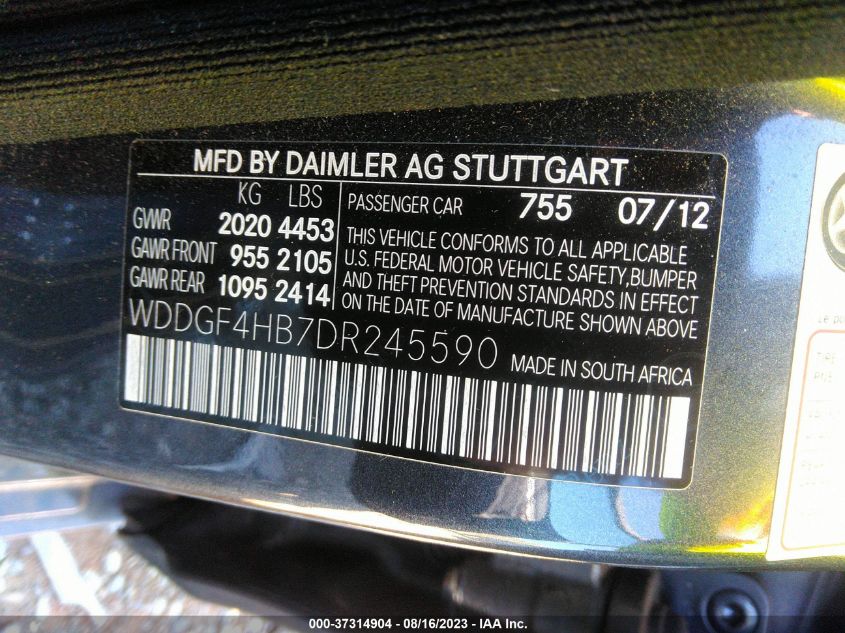 MFD BY DAIMLER AG STUTTGART
KG LBS
GVWR 2020 4453
GAWR FRONT 955 2105
GAWR REAR 1095 2414
PASSENGER CAR 755 07/12
THIS VEHICLE CONFORMS TO ALL APPLICABLE
U.S. FEDERAL MOTOR VEHICLE SAFETY,BUMPER
AND THEFT PREVENTION STANDARDS IN EFFECT
ON THE DATE OF MANUFACTURE SHOWN ABOVE
WDDGF4HB7DR245590 MADE IN SOUTH AFRICA
000-37314904 - 08/16/2023 - IAA Inc.